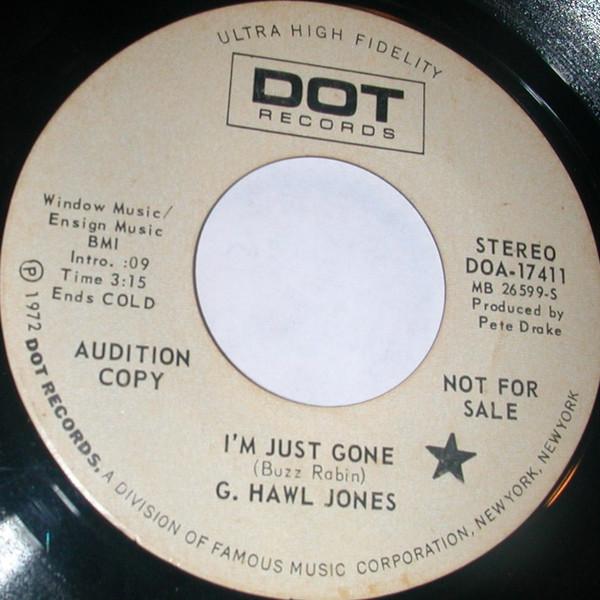 ULTRA HIGH FIDELITY
DOT
RECORDS
Window Music/
Ensign Music
BMI
Intro. :09
Time 3:15
Ends COLD
STEREO
DOA-17411
MB 26599-S
Produced by
Pete Drake
AUDITION
COPY
NOT FOR
SALE
I'M JUST GONE
(Buzz Rabin)
G. HAWL JONES
Ⓟ 1972 DOT RECORDS, A DIVISION OF FAMOUS MUSIC CORPORATION, NEW YORK, NEW YORK